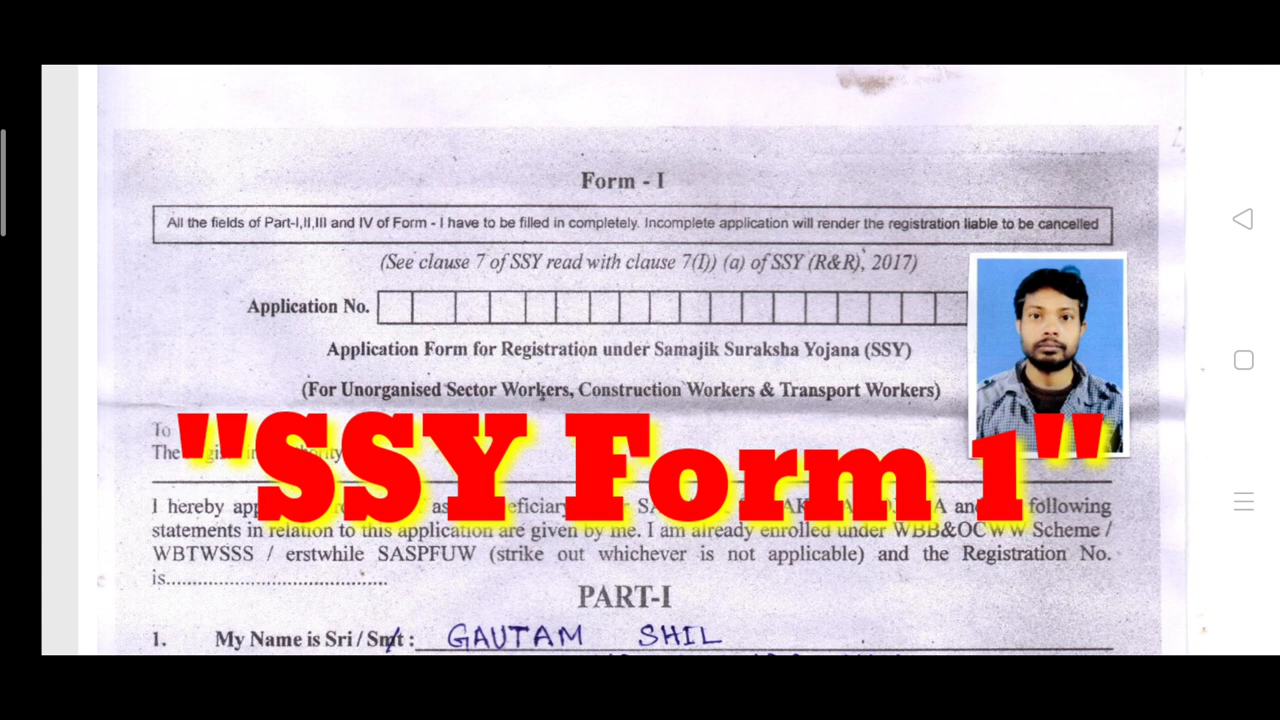 Form - I
All the fields of Part-I,II,III and IV of Form - I have to be filled in completely. Incomplete application will render the registration liable to be cancelled
(See clause 7 of SSY read with clause 7(I)) (a) of SSY (R&R), 2017)
Application No.
Application Form for Registration under Samajik Suraksha Yojana (SSY)
(For Unorganised Sector Workers, Construction Workers & Transport Workers)
"SSY Form 1"
To
The
I hereby as and following
statements in relation to this application are given by me. I am already enrolled under WBB&OCWW Scheme /
WBTWSSS / erstwhile SASPFUW (strike out whichever is not applicable) and the Registration No.
is..........................................
PART-I
1. My Name is Sri / Smt : GAUTAM SHIL